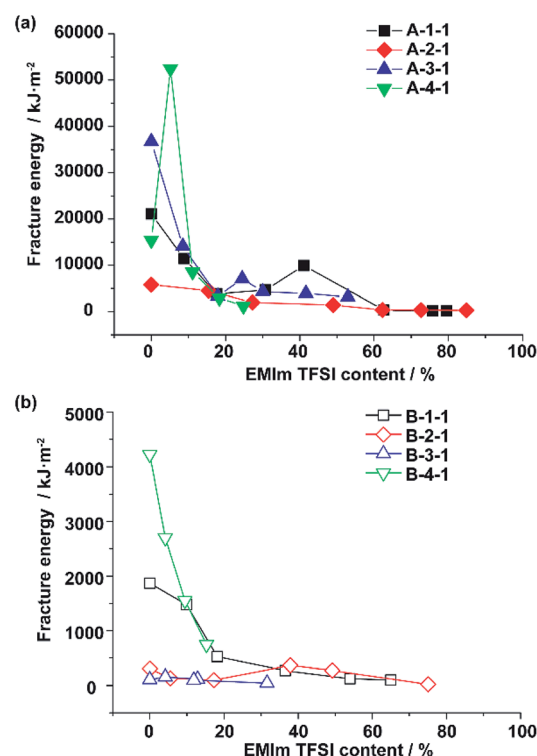 (a)
A-1-1
A-2-1
A-3-1
A-4-1
Fracture energy / kJ·m⁻²
60000
50000
40000
30000
20000
10000
0
0 20 40 60 80 100
EMIm TFSI content / %
(b)
B-1-1
B-2-1
B-3-1
B-4-1
Fracture energy / kJ·m⁻²
5000
4000
3000
2000
1000
0
0 20 40 60 80 100
EMIm TFSI content / %